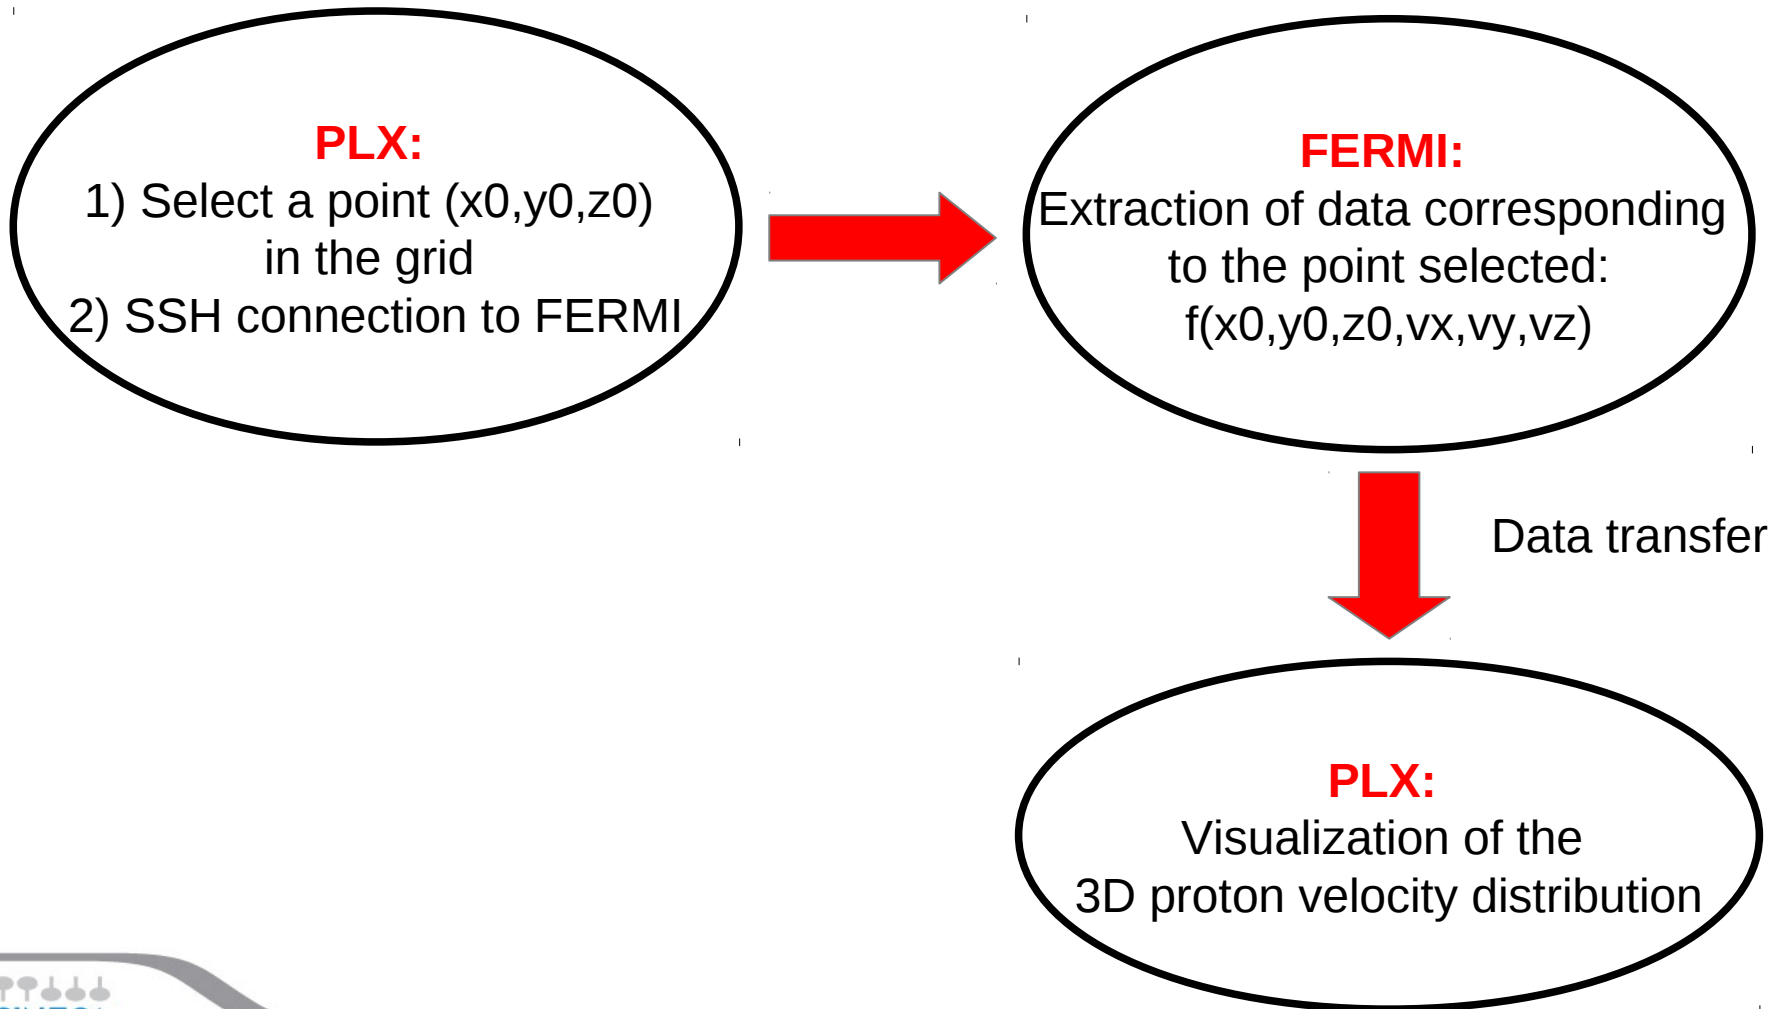 PLX:
1) Select a point (x0,y0,z0)
in the grid
2) SSH connection to FERMI
FERMI:
Extraction of data corresponding
to the point selected:
f(x0,y0,z0,vx,vy,vz)
Data transfer
PLX:
Visualization of the
3D proton velocity distribution